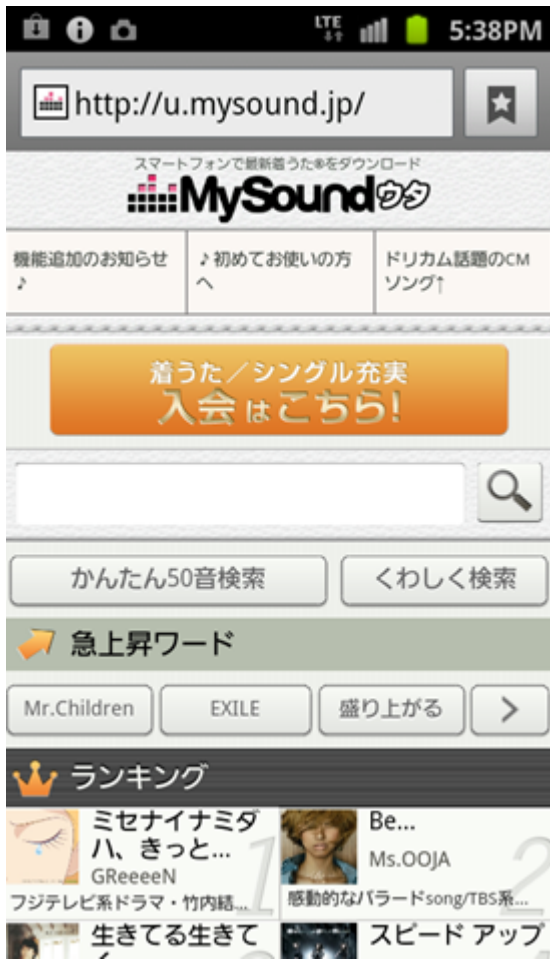 LTE 5:38PM
http://u.mysound.jp/
スマートフォンで最新着うた®をダウンロード
MySoundウタ
機能追加のお知らせ
♪
♪初めてお使いの方
へ
ドリカム話題のCM
ソング↑
着うた／シングル充実
入会はこちら!
かんたん50音検索
くわしく検索
急上昇ワード
Mr.Children
EXILE
盛り上がる
ランキング
ミセナイナミダ
ハ、きっと...
GReeeeN
1
フジテレビ系ドラマ・竹内結...
Be...
Ms.OOJA
2
感動的なバラードsong/TBS系...
生きてる生きて
スピード アップ